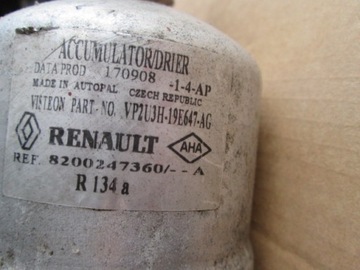 ACCUMULATOR/DRIER
DATA PROD 170908 -1-4-AP
MADE IN AUTOPAL CZECH REPUBLIC
VISTEON PART-NO. VP2U3H-19E647-AG
RENAULT AHA
REF. 8200247360/-- A
R 134 a